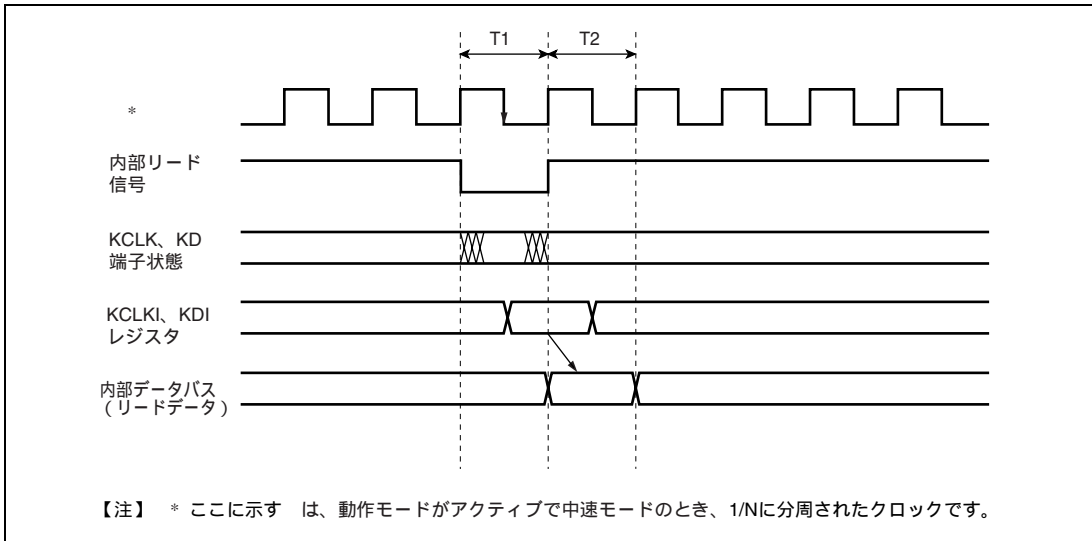 T1 T2
*
内部リード
信号
KCLK、KD
端子状態
KCLKI、KDI
レジスタ
内部データバス
（リードデータ）
【注】 * ここに示す は、動作モードがアクティブで中速モードのとき、1/Nに分周されたクロックです。